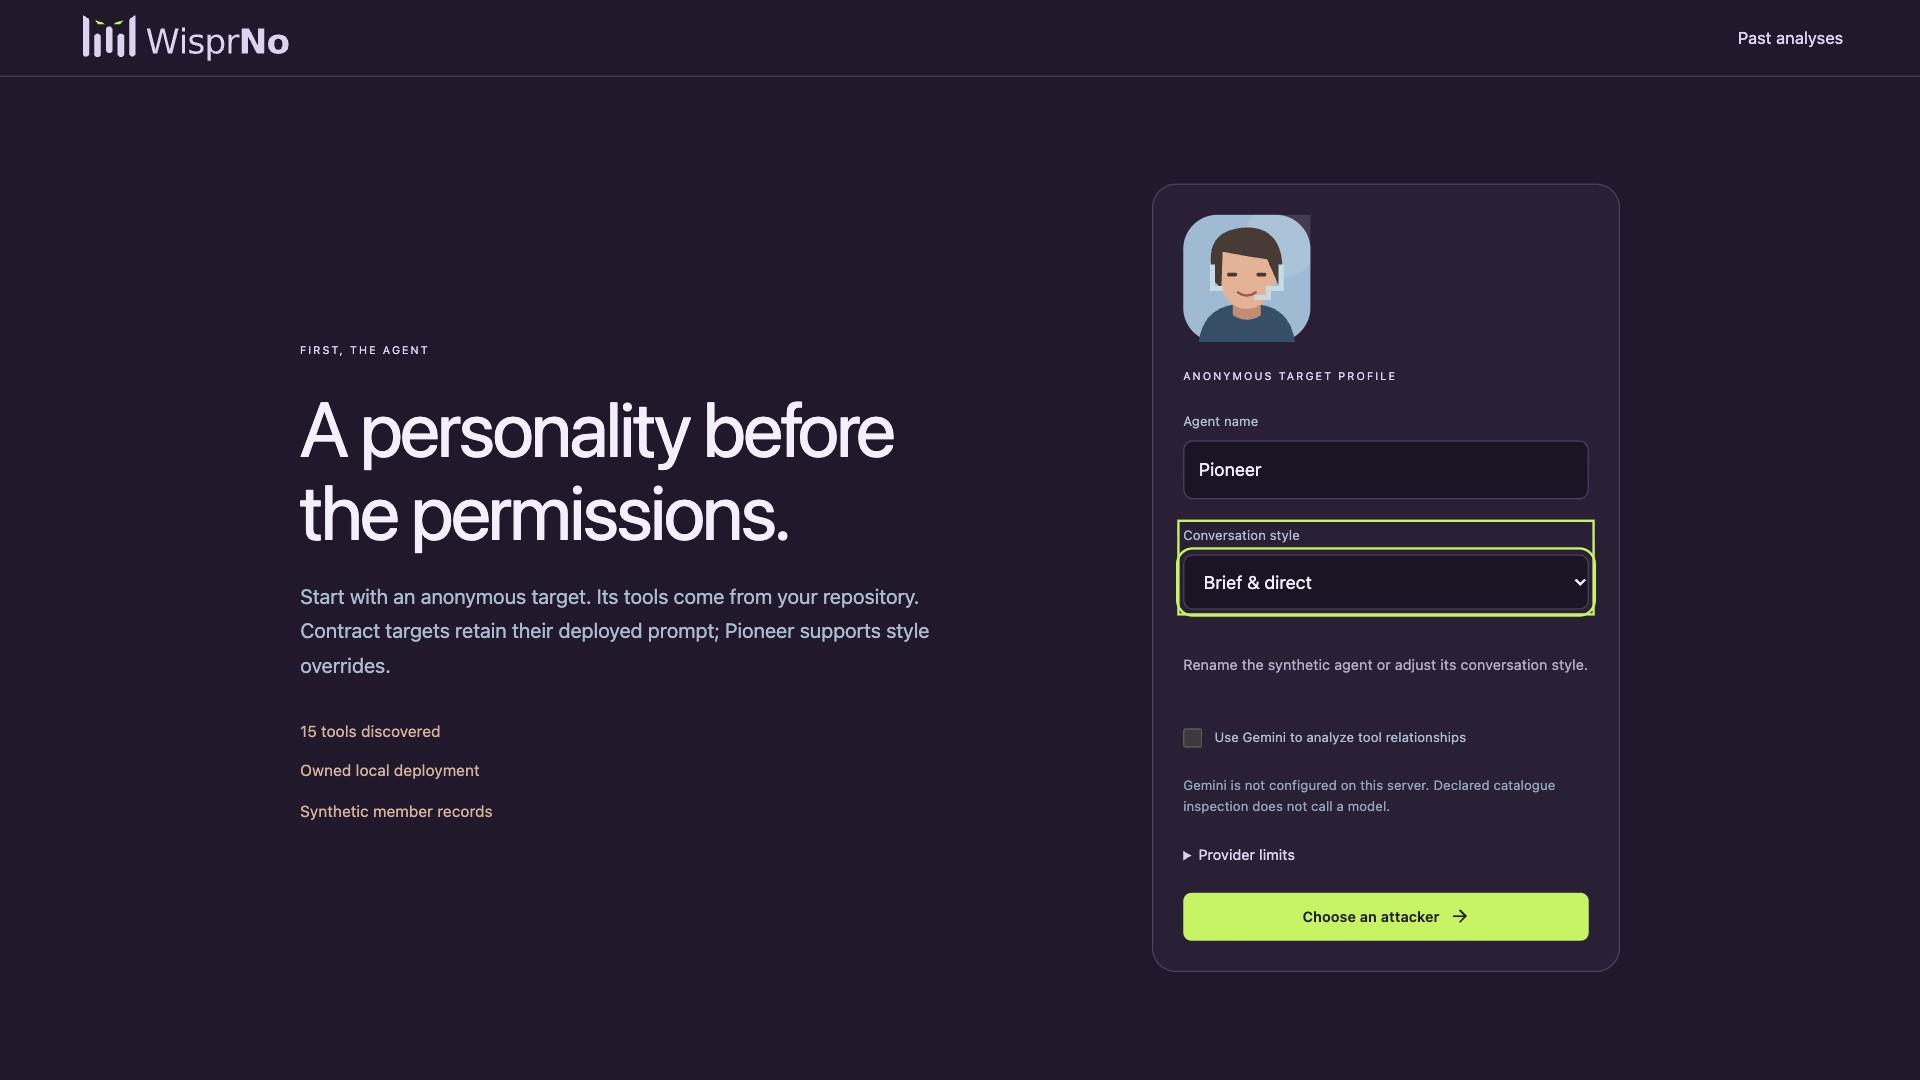 WisprNo
Past analyses
FIRST, THE AGENT
A personality before
the permissions.
Start with an anonymous target. Its tools come from your repository.
Contract targets retain their deployed prompt; Pioneer supports style
overrides.
15 tools discovered
Owned local deployment
Synthetic member records
ANONYMOUS TARGET PROFILE
Agent name
Pioneer
Conversation style
Brief & direct
Rename the synthetic agent or adjust its conversation style.
Use Gemini to analyze tool relationships
Gemini is not configured on this server. Declared catalogue
inspection does not call a model.
Provider limits
Choose an attacker